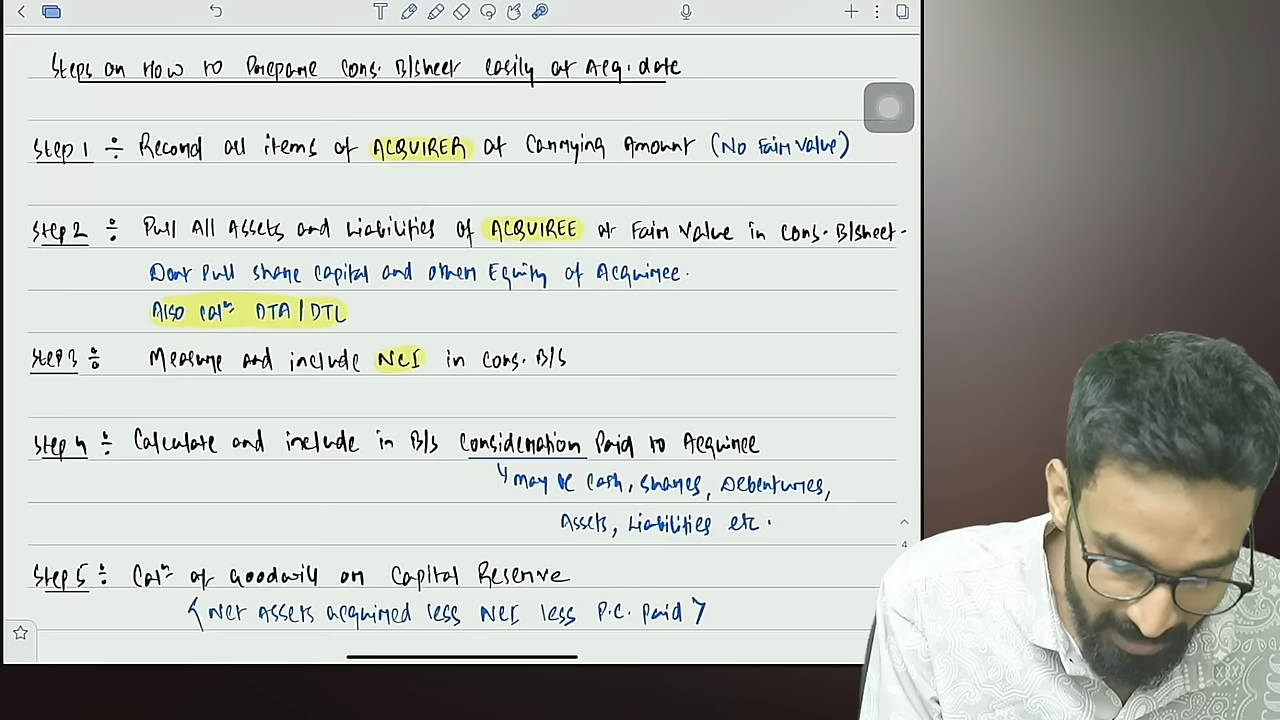 Steps on How to Prepare Cons. B/sheet easily at Acq. date
Step 1 ÷ Record all items of ACQUIRER at Carrying Amount (No Fair Value)
Step 2 ÷ Pull All Assets and Liabilities of ACQUIREE at Fair Value in Cons. B/sheet.
Dont Pull share capital and other Equity of Acquiree.
Also Calⁿ DTA/DTL
Step 3 ÷ Measure and include NCI in Cons. B/S
Step 4 ÷ Calculate and include in B/S Consideration Paid to Acquiree
↳ may be Cash, Shares, Debentures,
Assets, Liabilities etc.
4
Step 5 ÷ Calⁿ of Goodwill or Capital Reserve
{ Net Assets acquired less NCI less P.C. paid }